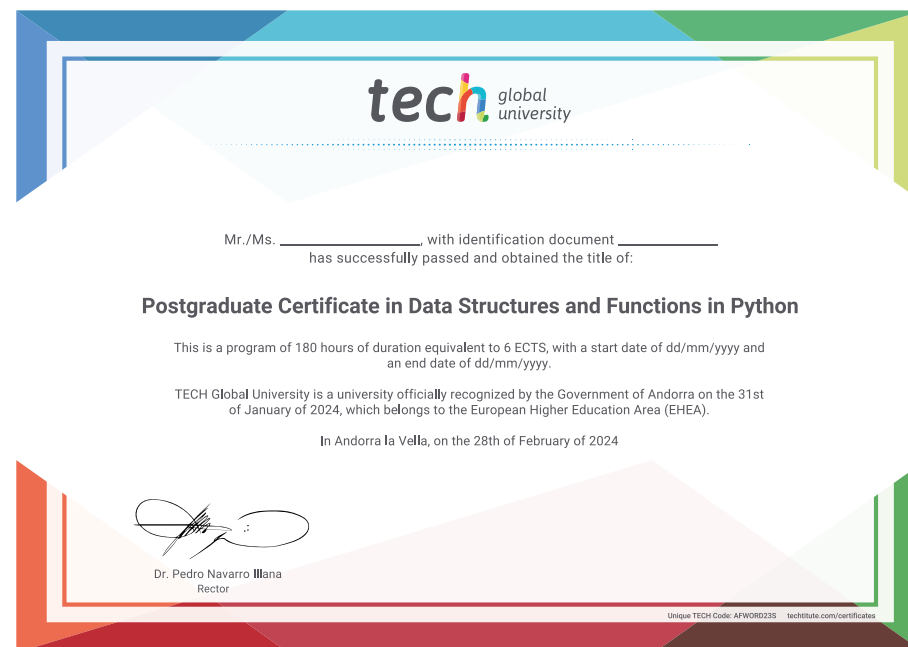 tech global university
Mr./Ms. ____________________, with identification document ______________
has successfully passed and obtained the title of:
Postgraduate Certificate in Data Structures and Functions in Python
This is a program of 180 hours of duration equivalent to 6 ECTS, with a start date of dd/mm/yyyy and
an end date of dd/mm/yyyy.
TECH Global University is a university officially recognized by the Government of Andorra on the 31st
of January of 2024, which belongs to the European Higher Education Area (EHEA).
In Andorra la Vella, on the 28th of February of 2024
Dr. Pedro Navarro Illana
Rector
Unique TECH Code: AFWORD23S techtitute.com/certificates